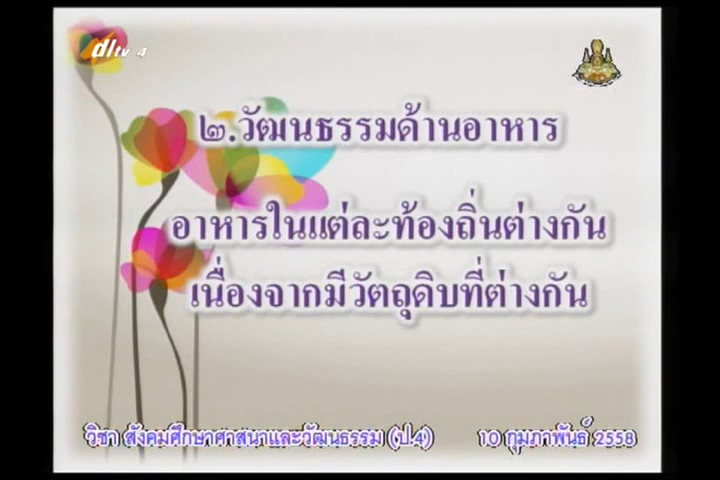 dltv 4
๒.วัฒนธรรมด้านอาหาร
อาหารในแต่ละท้องถิ่นต่างกัน
เนื่องจากมีวัตถุดิบที่ต่างกัน
วิชา สังคมศึกษาศาสนาและวัฒนธรรม (ป.4) 10 กุมภาพันธ์ 2558